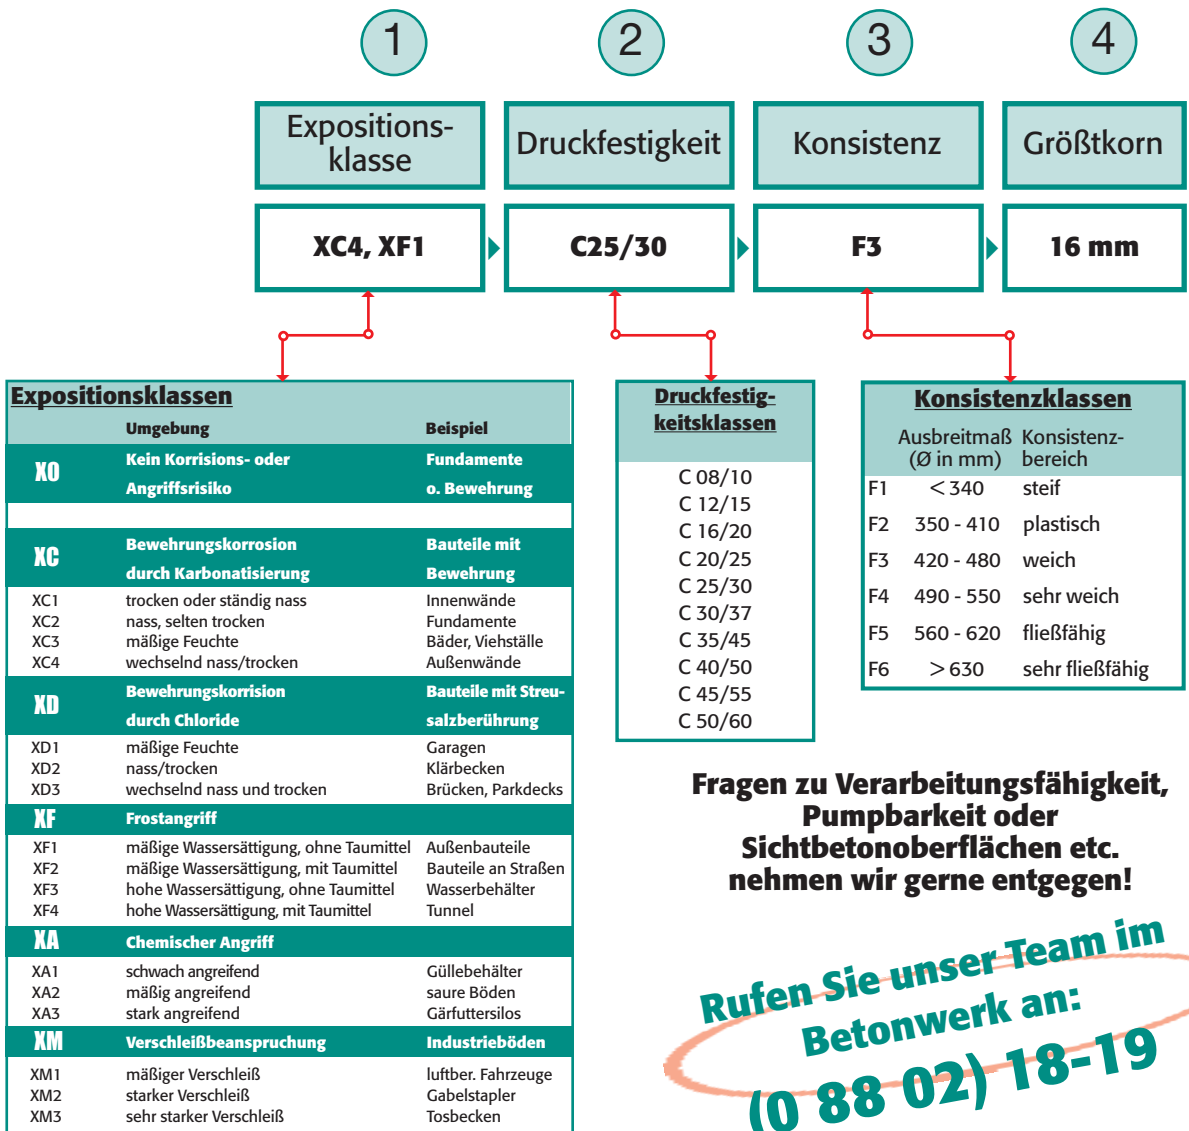 1
2
3
4
Expositions-
klasse
Druckfestigkeit
Konsistenz
Größtkorn
XC4, XF1
C25/30
F3
16 mm
Expositionsklassen
Umgebung Beispiel
XO Kein Korrisions- oder Fundamente
Angriffsrisiko o. Bewehrung
XC Bewehrungskorrosion Bauteile mit
durch Karbonatisierung Bewehrung
XC1 trocken oder ständig nass Innenwände
XC2 nass, selten trocken Fundamente
XC3 mäßige Feuchte Bäder, Viehställe
XC4 wechselnd nass/trocken Außenwände
XD Bewehrungskorrision Bauteile mit Streu-
durch Chloride salzberührung
XD1 mäßige Feuchte Garagen
XD2 nass/trocken Klärbecken
XD3 wechselnd nass und trocken Brücken, Parkdecks
XF Frostangriff
XF1 mäßige Wassersättigung, ohne Taumittel Außenbauteile
XF2 mäßige Wassersättigung, mit Taumittel Bauteile an Straßen
XF3 hohe Wassersättigung, ohne Taumittel Wasserbehälter
XF4 hohe Wassersättigung, mit Taumittel Tunnel
XA Chemischer Angriff
XA1 schwach angreifend Güllebehälter
XA2 mäßig angreifend saure Böden
XA3 stark angreifend Gärfuttersilos
XM Verschleißbeanspruchung Industrieböden
XM1 mäßiger Verschleiß luftber. Fahrzeuge
XM2 starker Verschleiß Gabelstapler
XM3 sehr starker Verschleiß Tosbecken
Druckfestig-
keitsklassen
C 08/10
C 12/15
C 16/20
C 20/25
C 25/30
C 30/37
C 35/45
C 40/50
C 45/55
C 50/60
Konsistenzklassen
Ausbreitmaß Konsistenz-
(Ø in mm) bereich
F1 < 340 steif
F2 350 - 410 plastisch
F3 420 - 480 weich
F4 490 - 550 sehr weich
F5 560 - 620 fließfähig
F6 > 630 sehr fließfähig
Fragen zu Verarbeitungsfähigkeit,
Pumpbarkeit oder
Sichtbetonoberflächen etc.
nehmen wir gerne entgegen!
Rufen Sie unser Team im
Betonwerk an:
(0 88 02) 18-19